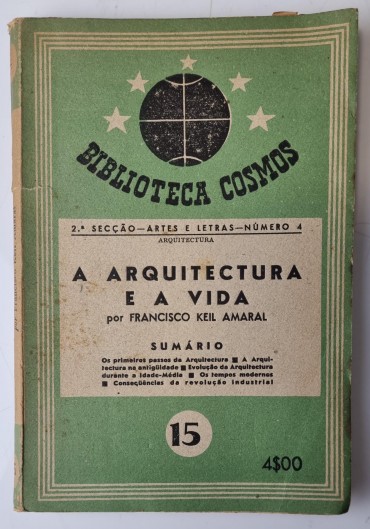 BIBLIOTECA COSMOS
2.ª SECÇÃO—ARTES E LETRAS—NÚMERO 4
ARQUITECTURA
A ARQUITECTURA
E A VIDA
por FRANCISCO KEIL AMARAL
SUMÁRIO
Os primeiros passos da Arquitectura ■ A Arqui-
tectura na antigüidade ■ Evolução da Arquitectura
durante a Idade-Média ■ Os tempos modernos
■ Conseqüências da revolução industrial
15
4$00